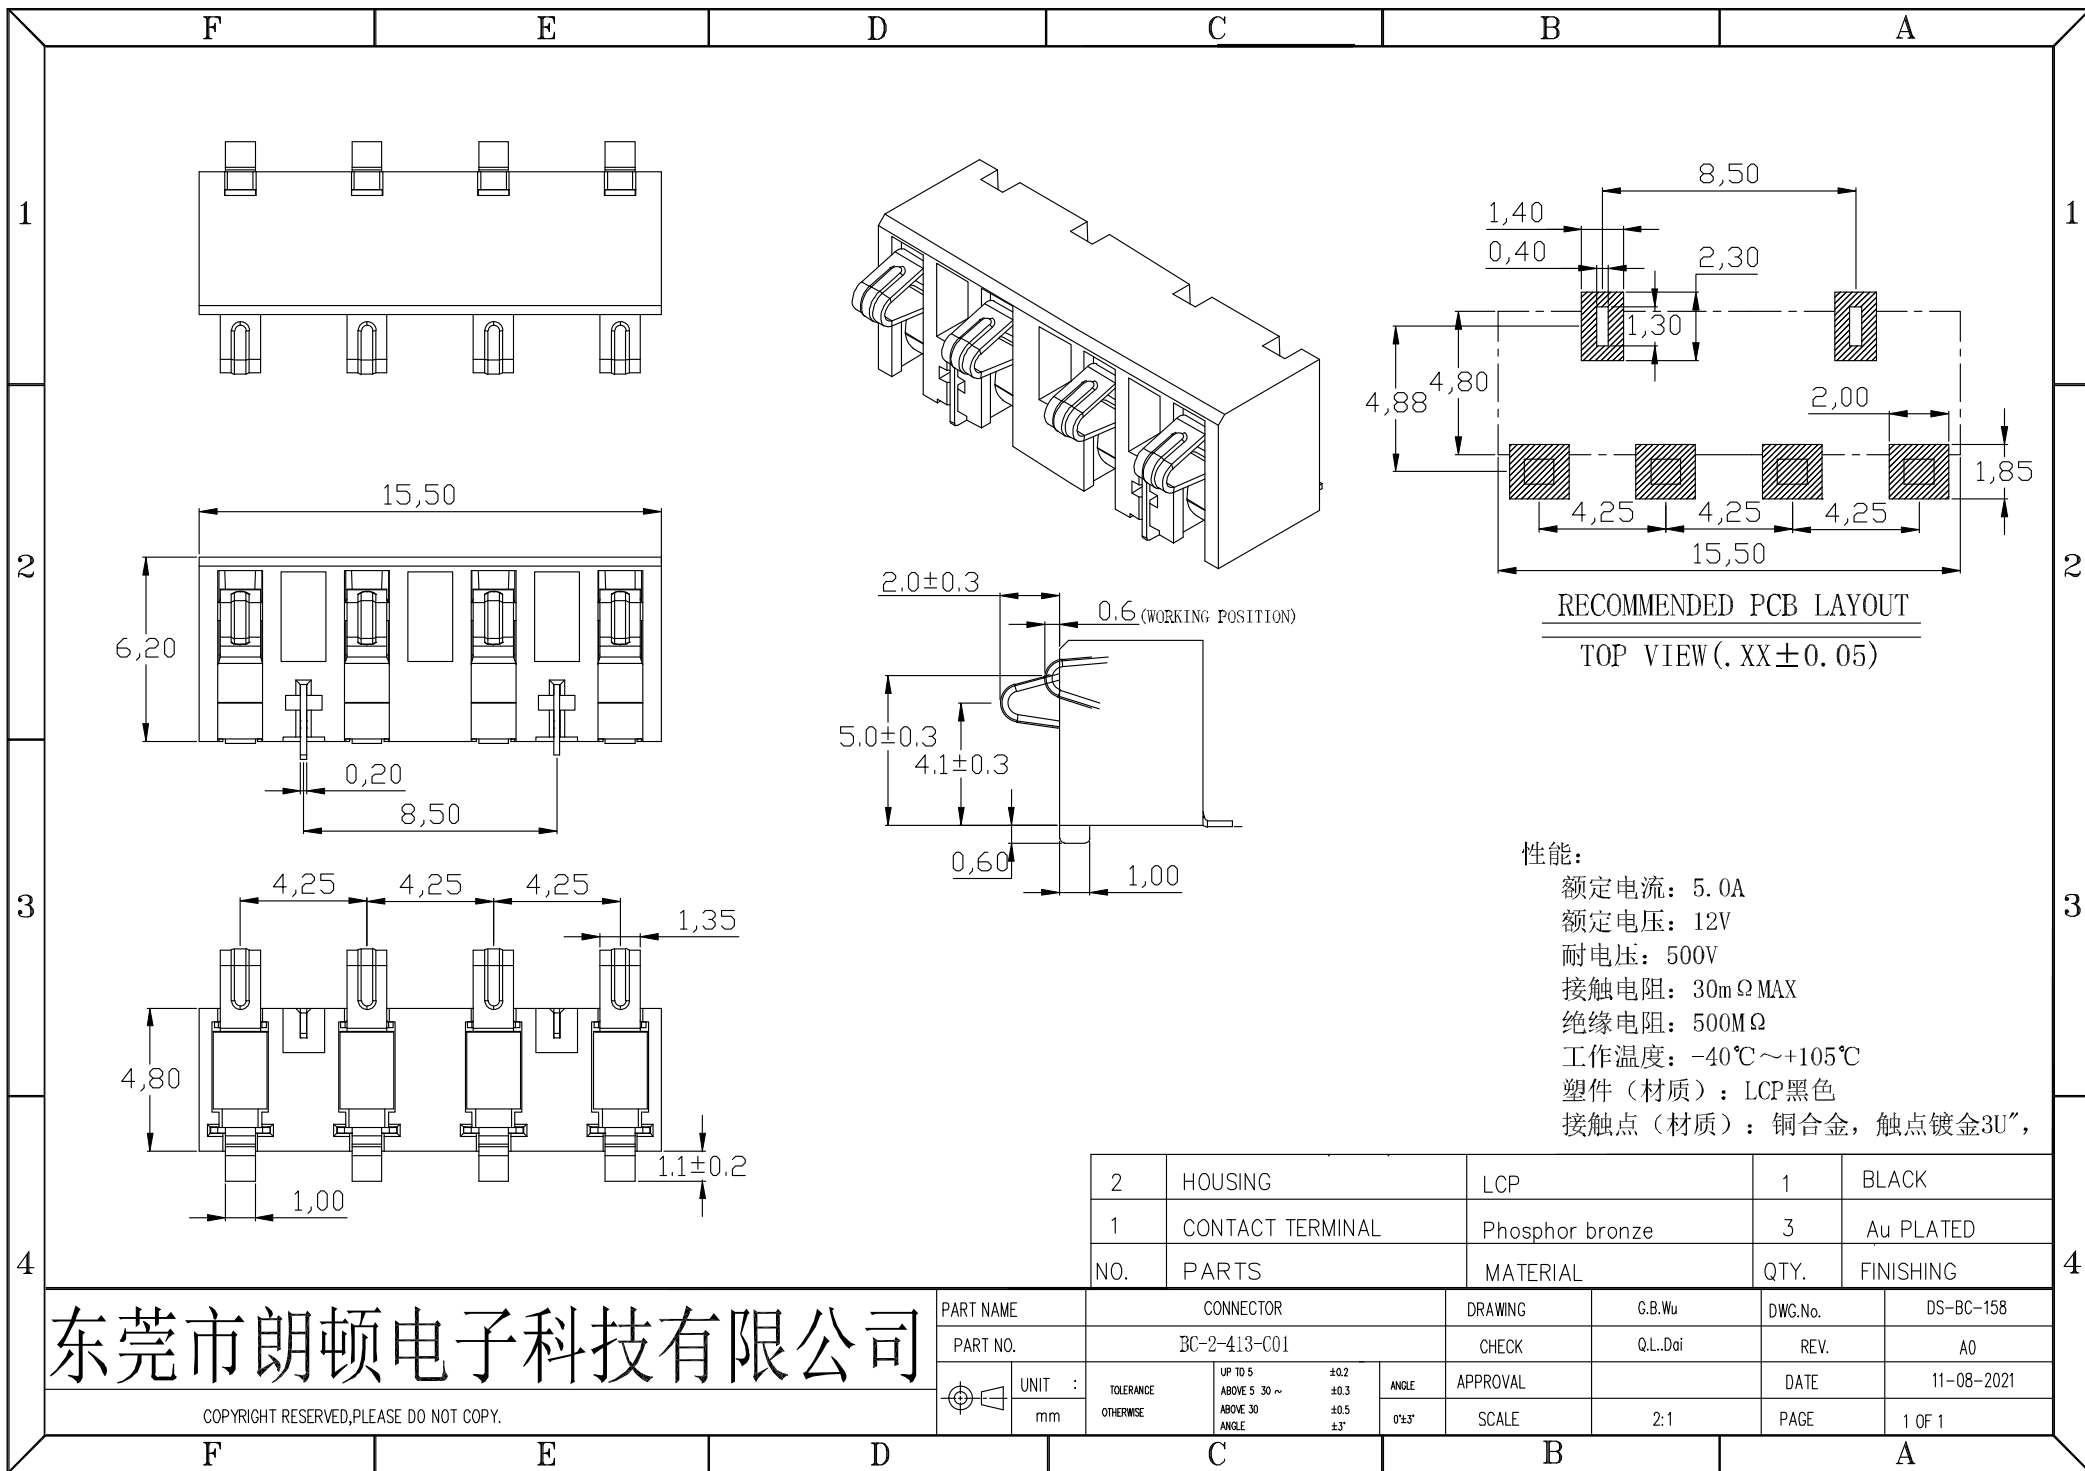 F E D C B A
1 1
2 2
3 3
4 4
15,50
6,20
0,20
8,50
4,25 4,25 4,25
1,35
4,80
1.1±0.2
1,00
2.0±0.3
0.6 (WORKING POSITION)
5.0±0.3
4.1±0.3
0,60
1,00
8,50
1,40
0,40
2,30
1,30
4,80
4,88
2,00
1,85
4,25 4,25 4,25
15,50
RECOMMENDED PCB LAYOUT
TOP VIEW(.XX±0.05)
性能：
额定电流：5.0A
额定电压：12V
耐电压：500V
接触电阻：30mΩMAX
绝缘电阻：500MΩ
工作温度：-40℃～+105℃
塑件（材质）：LCP黑色
接触点（材质）：铜合金，触点镀金3U″，
2 HOUSING LCP 1 BLACK
1 CONTACT TERMINAL Phosphor bronze 3 Au PLATED
NO. PARTS MATERIAL QTY. FINISHING
东莞市朗顿电子科技有限公司
COPYRIGHT RESERVED,PLEASE DO NOT COPY.
PART NAME CONNECTOR DRAWING G.B.Wu DWG.No. DS-BC-158
PART NO. BC-2-413-C01 CHECK Q.L..Dai REV. A0
UNIT : mm
TOLERANCE OTHERWISE
UP TO 5 ±0.2
ABOVE 5 30 ~ ±0.3
ABOVE 30 ±0.5
ANGLE ±3°
ANGLE 0°±3°
APPROVAL DATE 11-08-2021
SCALE 2:1 PAGE 1 OF 1
F E D C B A